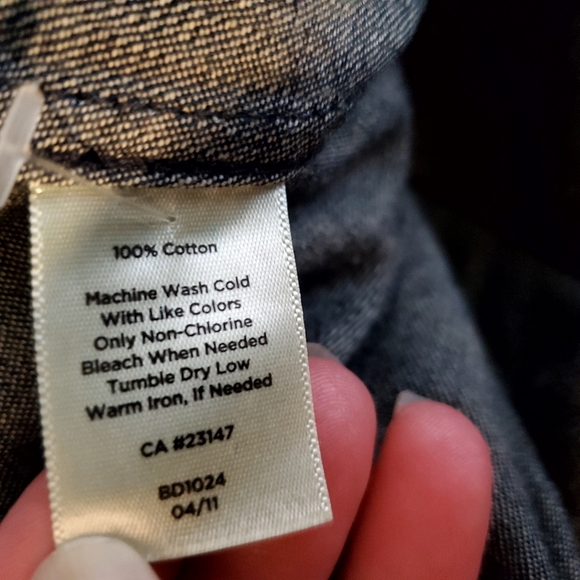 100% Cotton
Machine Wash Cold
With Like Colors
Only Non-Chlorine
Bleach When Needed
Tumble Dry Low
Warm Iron, If Needed
CA #23147
BD1024
04/11